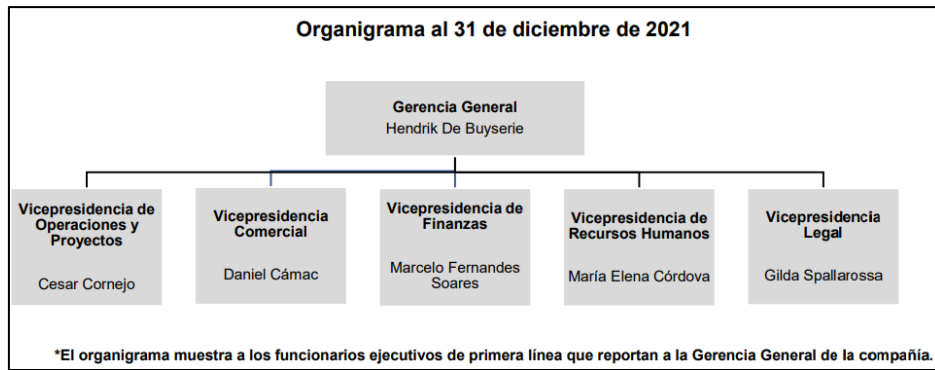 Organigrama al 31 de diciembre de 2021
Gerencia General
Hendrik De Buyserie
Vicepresidencia de
Operaciones y
Proyectos
Cesar Cornejo
Vicepresidencia
Comercial
Daniel Cámac
Vicepresidencia de
Finanzas
Marcelo Fernandes
Soares
Vicepresidencia de
Recursos Humanos
María Elena Córdova
Vicepresidencia
Legal
Gilda Spallarossa
*El organigrama muestra a los funcionarios ejecutivos de primera línea que reportan a la Gerencia General de la compañía.